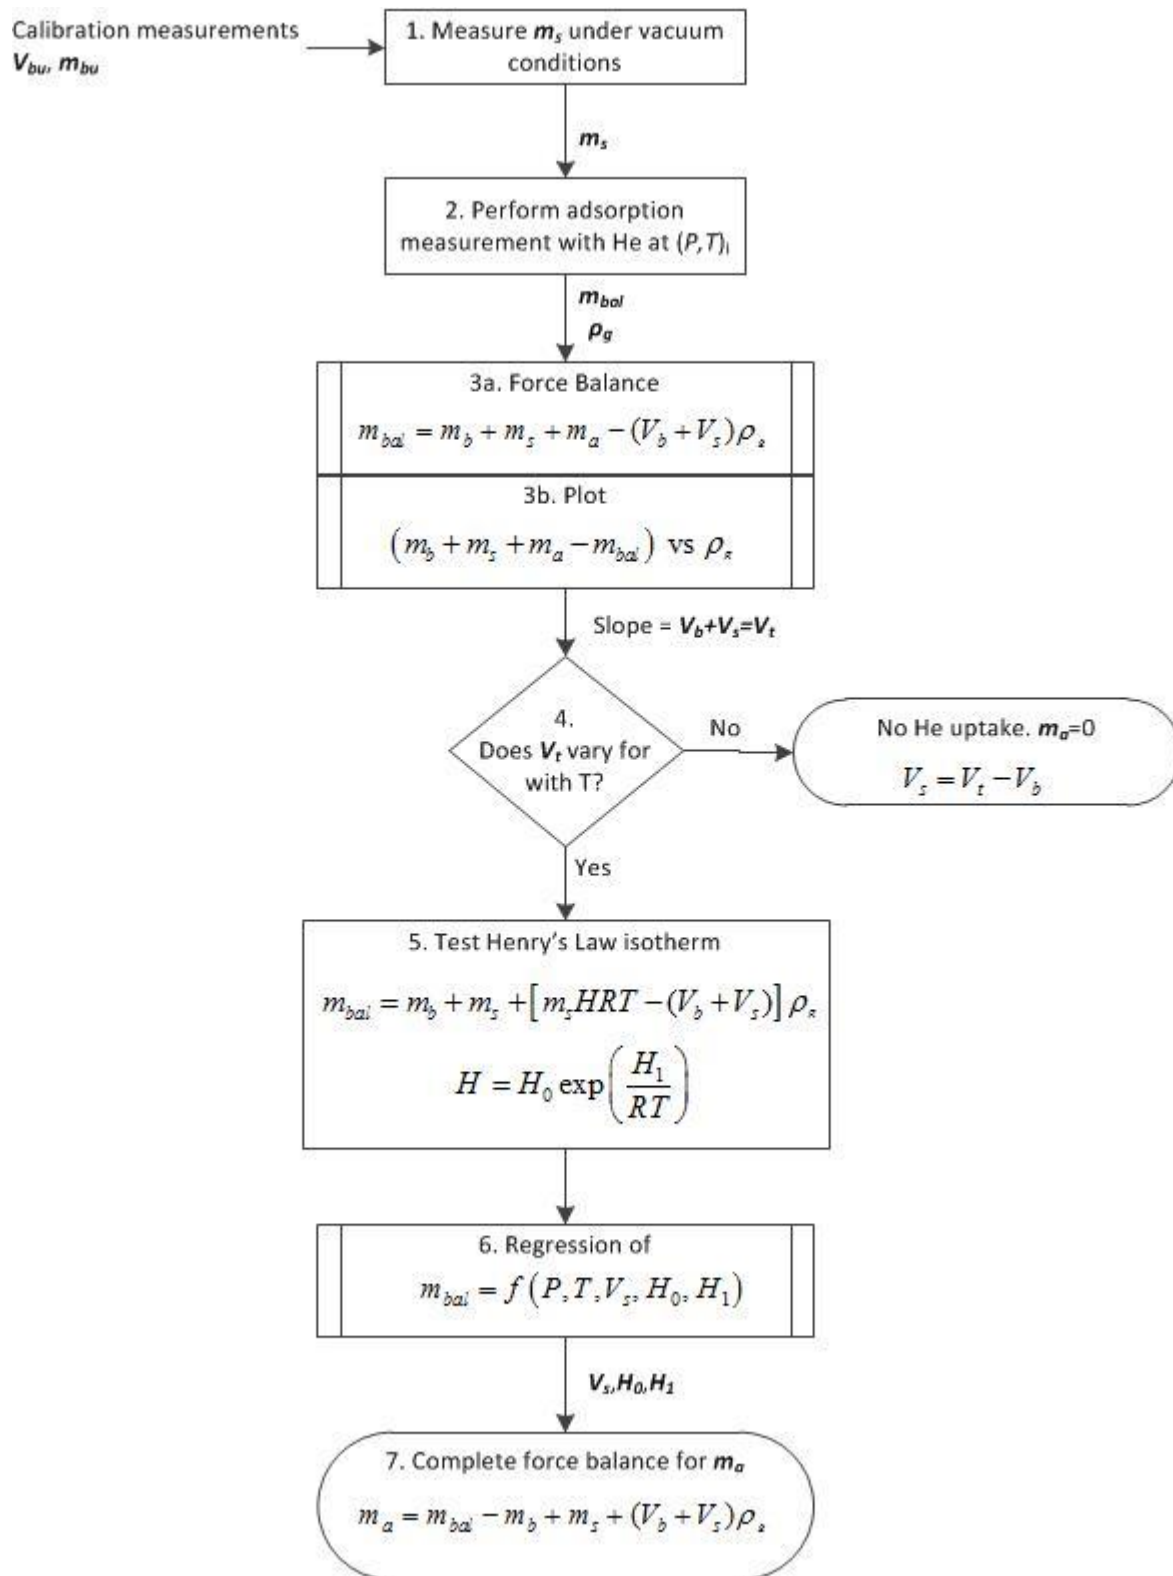 Calibration measurements
V_bu, m_bu
1. Measure m_s under vacuum
conditions
m_s
2. Perform adsorption
measurement with He at (P,T)_i
m_bal
ρ_g
3a. Force Balance
m_bal = m_b + m_s + m_a − (V_b + V_s)ρ_g
3b. Plot
(m_b + m_s + m_a − m_bal) vs ρ_g
Slope = V_b+V_s=V_t
4.
Does V_t vary for
with T?
No
No He uptake. m_a=0
V_s = V_t − V_b
Yes
5. Test Henry's Law isotherm
m_bal = m_b + m_s + [m_sHRT − (V_b + V_s)]ρ_g
H = H_0 exp(H_1/RT)
6. Regression of
m_bal = f(P,T,V_s,H_0,H_1)
V_s,H_0,H_1
7. Complete force balance for m_a
m_a = m_bal − m_b + m_s + (V_b + V_s)ρ_g